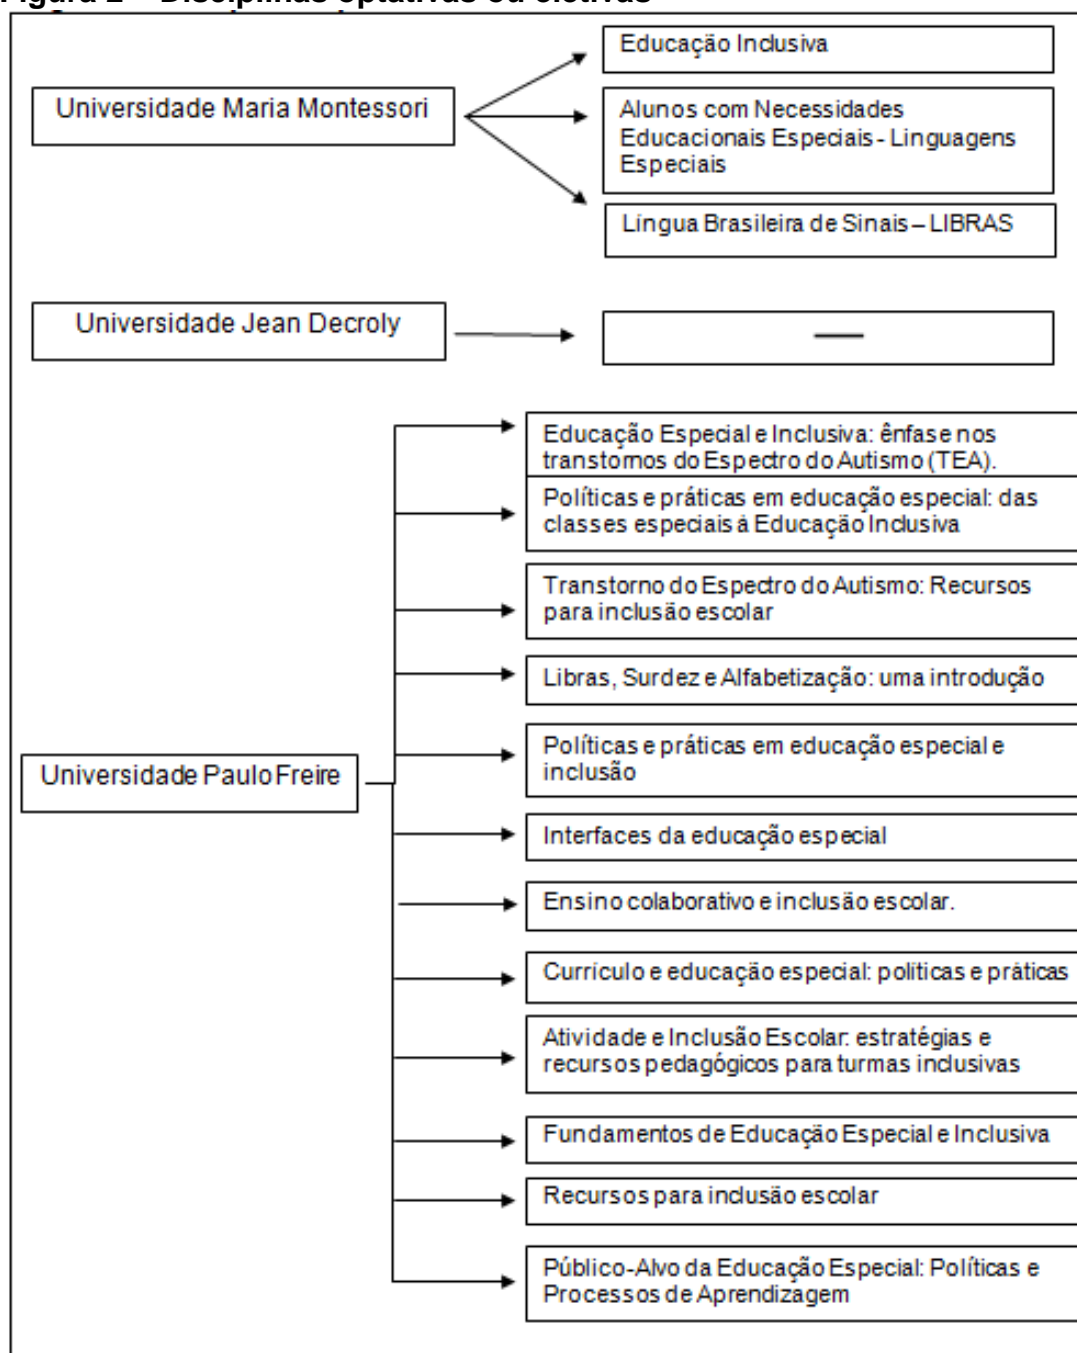 Figura 2 – Disciplinas optativas ou eletivas
Universidade Maria Montessori
Educação Inclusiva
Alunos com Necessidades
Educacionais Especiais - Linguagens
Especiais
Língua Brasileira de Sinais – LIBRAS
Universidade Jean Decroly
—
Universidade Paulo Freire
Educação Especial e Inclusiva: ênfase nos
transtornos do Espectro do Autismo (TEA).
Políticas e práticas em educação especial: das
classes especiais à Educação Inclusiva
Transtorno do Espectro do Autismo: Recursos
para inclusão escolar
Libras, Surdez e Alfabetização: uma introdução
Políticas e práticas em educação especial e
inclusão
Interfaces da educação especial
Ensino colaborativo e inclusão escolar.
Currículo e educação especial: políticas e práticas
Atividade e Inclusão Escolar: estratégias e
recursos pedagógicos para turmas inclusivas
Fundamentos de Educação Especial e Inclusiva
Recursos para inclusão escolar
Público-Alvo da Educação Especial: Políticas e
Processos de Aprendizagem